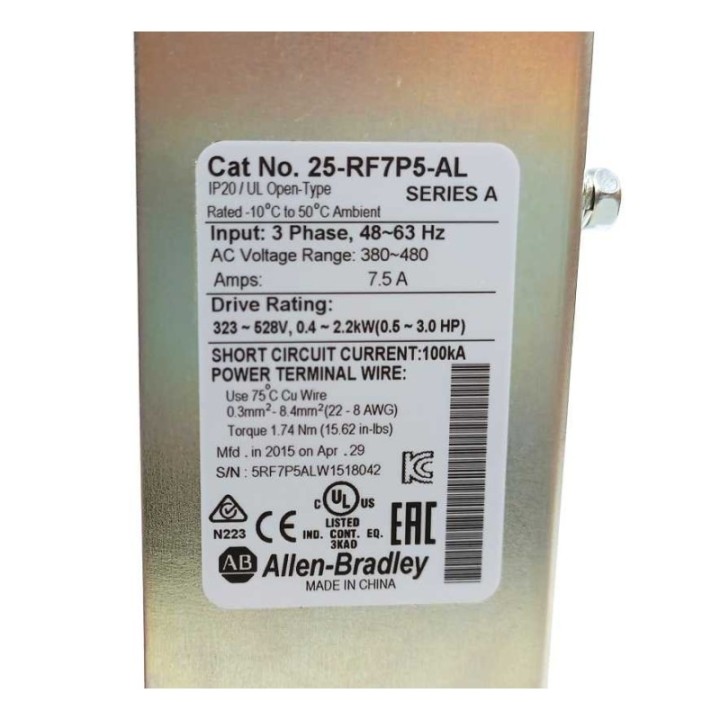 Cat No. 25-RF7P5-AL
IP20 / UL Open-Type
SERIES A
Rated -10°C to 50°C Ambient
Input: 3 Phase, 48~63 Hz
AC Voltage Range: 380~480
Amps: 7.5 A
Drive Rating:
323 ~ 528V, 0.4 ~ 2.2kW(0.5 ~ 3.0 HP)
SHORT CIRCUIT CURRENT:100kA
POWER TERMINAL WIRE:
Use 75°C Cu Wire
0.3mm²- 8.4mm²(22 - 8 AWG)
Torque 1.74 Nm (15.62 in-lbs)
Mfd . in 2015 on Apr . 29
S/N : 5RF7P5ALW1518042
N223
CE
C UL US
LISTED
IND. CONT. EQ.
3KAD
EAC
AB Allen-Bradley
MADE IN CHINA